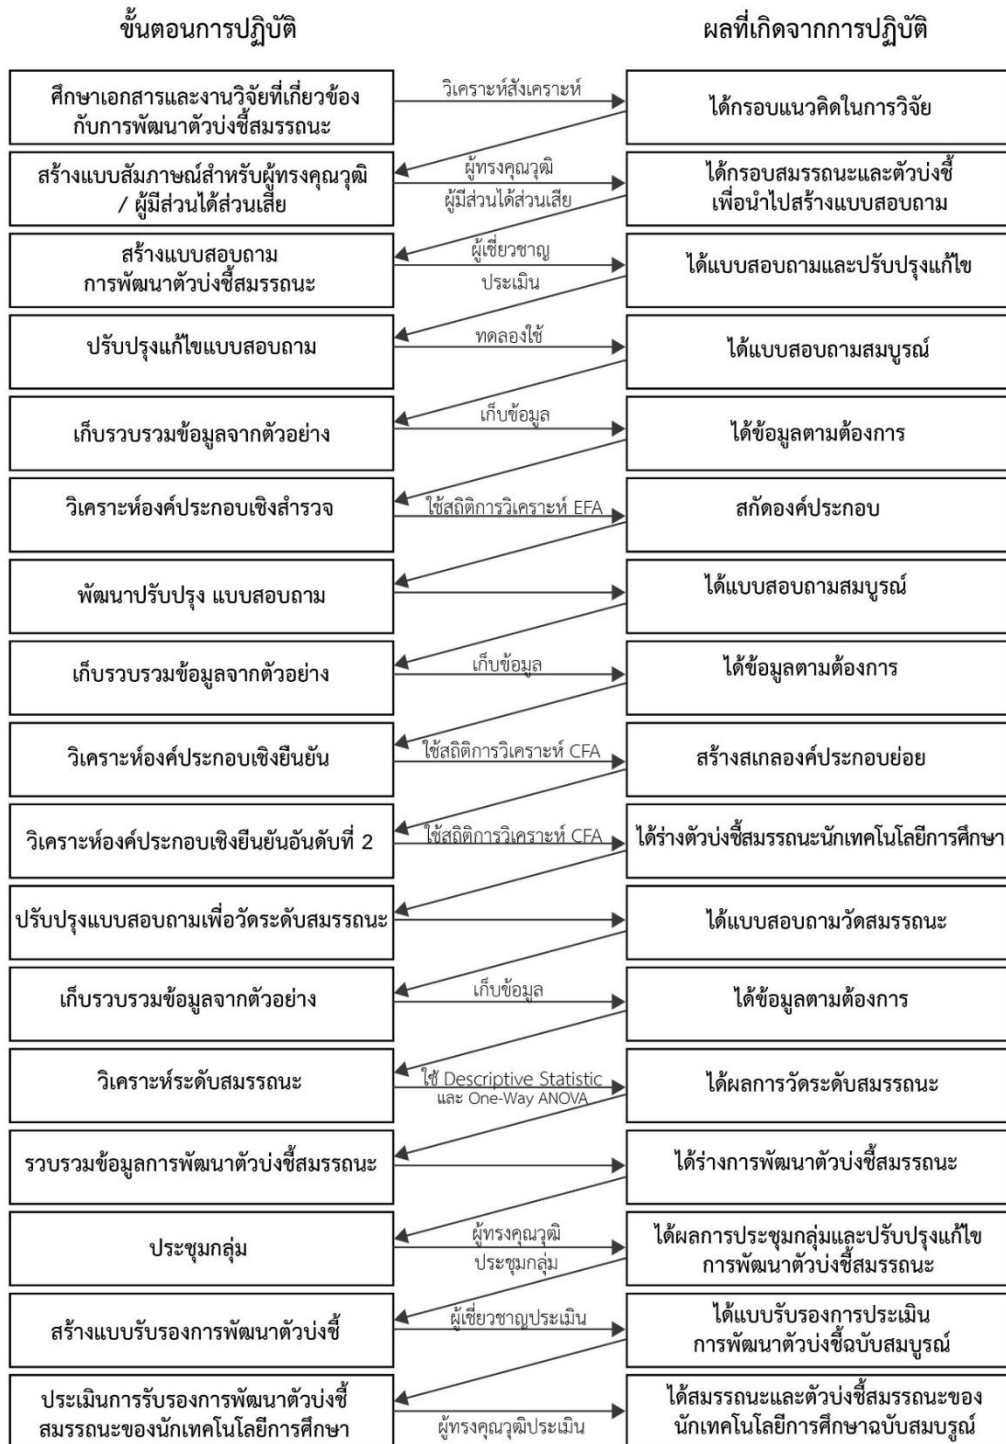 ขั้นตอนการปฏิบัติ
ผลที่เกิดจากการปฏิบัติ
ศึกษาเอกสารและงานวิจัยที่เกี่ยวข้อง
กับการพัฒนาตัวบ่งชี้สมรรถนะ
วิเคราะห์สังเคราะห์
ได้กรอบแนวคิดในการวิจัย
สร้างแบบสัมภาษณ์สำหรับผู้ทรงคุณวุฒิ
/ ผู้มีส่วนได้ส่วนเสีย
ผู้ทรงคุณวุฒิ
ผู้มีส่วนได้ส่วนเสีย
ได้กรอบสมรรถนะและตัวบ่งชี้
เพื่อนำไปสร้างแบบสอบถาม
สร้างแบบสอบถาม
การพัฒนาตัวบ่งชี้สมรรถนะ
ผู้เชี่ยวชาญ
ประเมิน
ได้แบบสอบถามและปรับปรุงแก้ไข
ปรับปรุงแก้ไขแบบสอบถาม
ทดลองใช้
ได้แบบสอบถามสมบูรณ์
เก็บรวบรวมข้อมูลจากตัวอย่าง
เก็บข้อมูล
ได้ข้อมูลตามต้องการ
วิเคราะห์องค์ประกอบเชิงสำรวจ
ใช้สถิติการวิเคราะห์ EFA
สกัดองค์ประกอบ
พัฒนาปรับปรุง แบบสอบถาม
ได้แบบสอบถามสมบูรณ์
เก็บรวบรวมข้อมูลจากตัวอย่าง
เก็บข้อมูล
ได้ข้อมูลตามต้องการ
วิเคราะห์องค์ประกอบเชิงยืนยัน
ใช้สถิติการวิเคราะห์ CFA
สร้างสเกลองค์ประกอบย่อย
วิเคราะห์องค์ประกอบเชิงยืนยันอันดับที่ 2
ใช้สถิติการวิเคราะห์ CFA
ได้ร่างตัวบ่งชี้สมรรถนะนักเทคโนโลยีการศึกษา
ปรับปรุงแบบสอบถามเพื่อวัดระดับสมรรถนะ
ได้แบบสอบถามวัดสมรรถนะ
เก็บรวบรวมข้อมูลจากตัวอย่าง
เก็บข้อมูล
ได้ข้อมูลตามต้องการ
วิเคราะห์ระดับสมรรถนะ
ใช้ Descriptive Statistic
และ One-Way ANOVA
ได้ผลการวัดระดับสมรรถนะ
รวบรวมข้อมูลการพัฒนาตัวบ่งชี้สมรรถนะ
ได้ร่างการพัฒนาตัวบ่งชี้สมรรถนะ
ประชุมกลุ่ม
ผู้ทรงคุณวุฒิ
ประชุมกลุ่ม
ได้ผลการประชุมกลุ่มและปรับปรุงแก้ไข
การพัฒนาตัวบ่งชี้สมรรถนะ
สร้างแบบรับรองการพัฒนาตัวบ่งชี้
ผู้เชี่ยวชาญประเมิน
ได้แบบรับรองการประเมิน
การพัฒนาตัวบ่งชี้ฉบับสมบูรณ์
ประเมินการรับรองการพัฒนาตัวบ่งชี้
สมรรถนะของนักเทคโนโลยีการศึกษา
ผู้ทรงคุณวุฒิประเมิน
ได้สมรรถนะและตัวบ่งชี้สมรรถนะของ
นักเทคโนโลยีการศึกษาฉบับสมบรูณ์